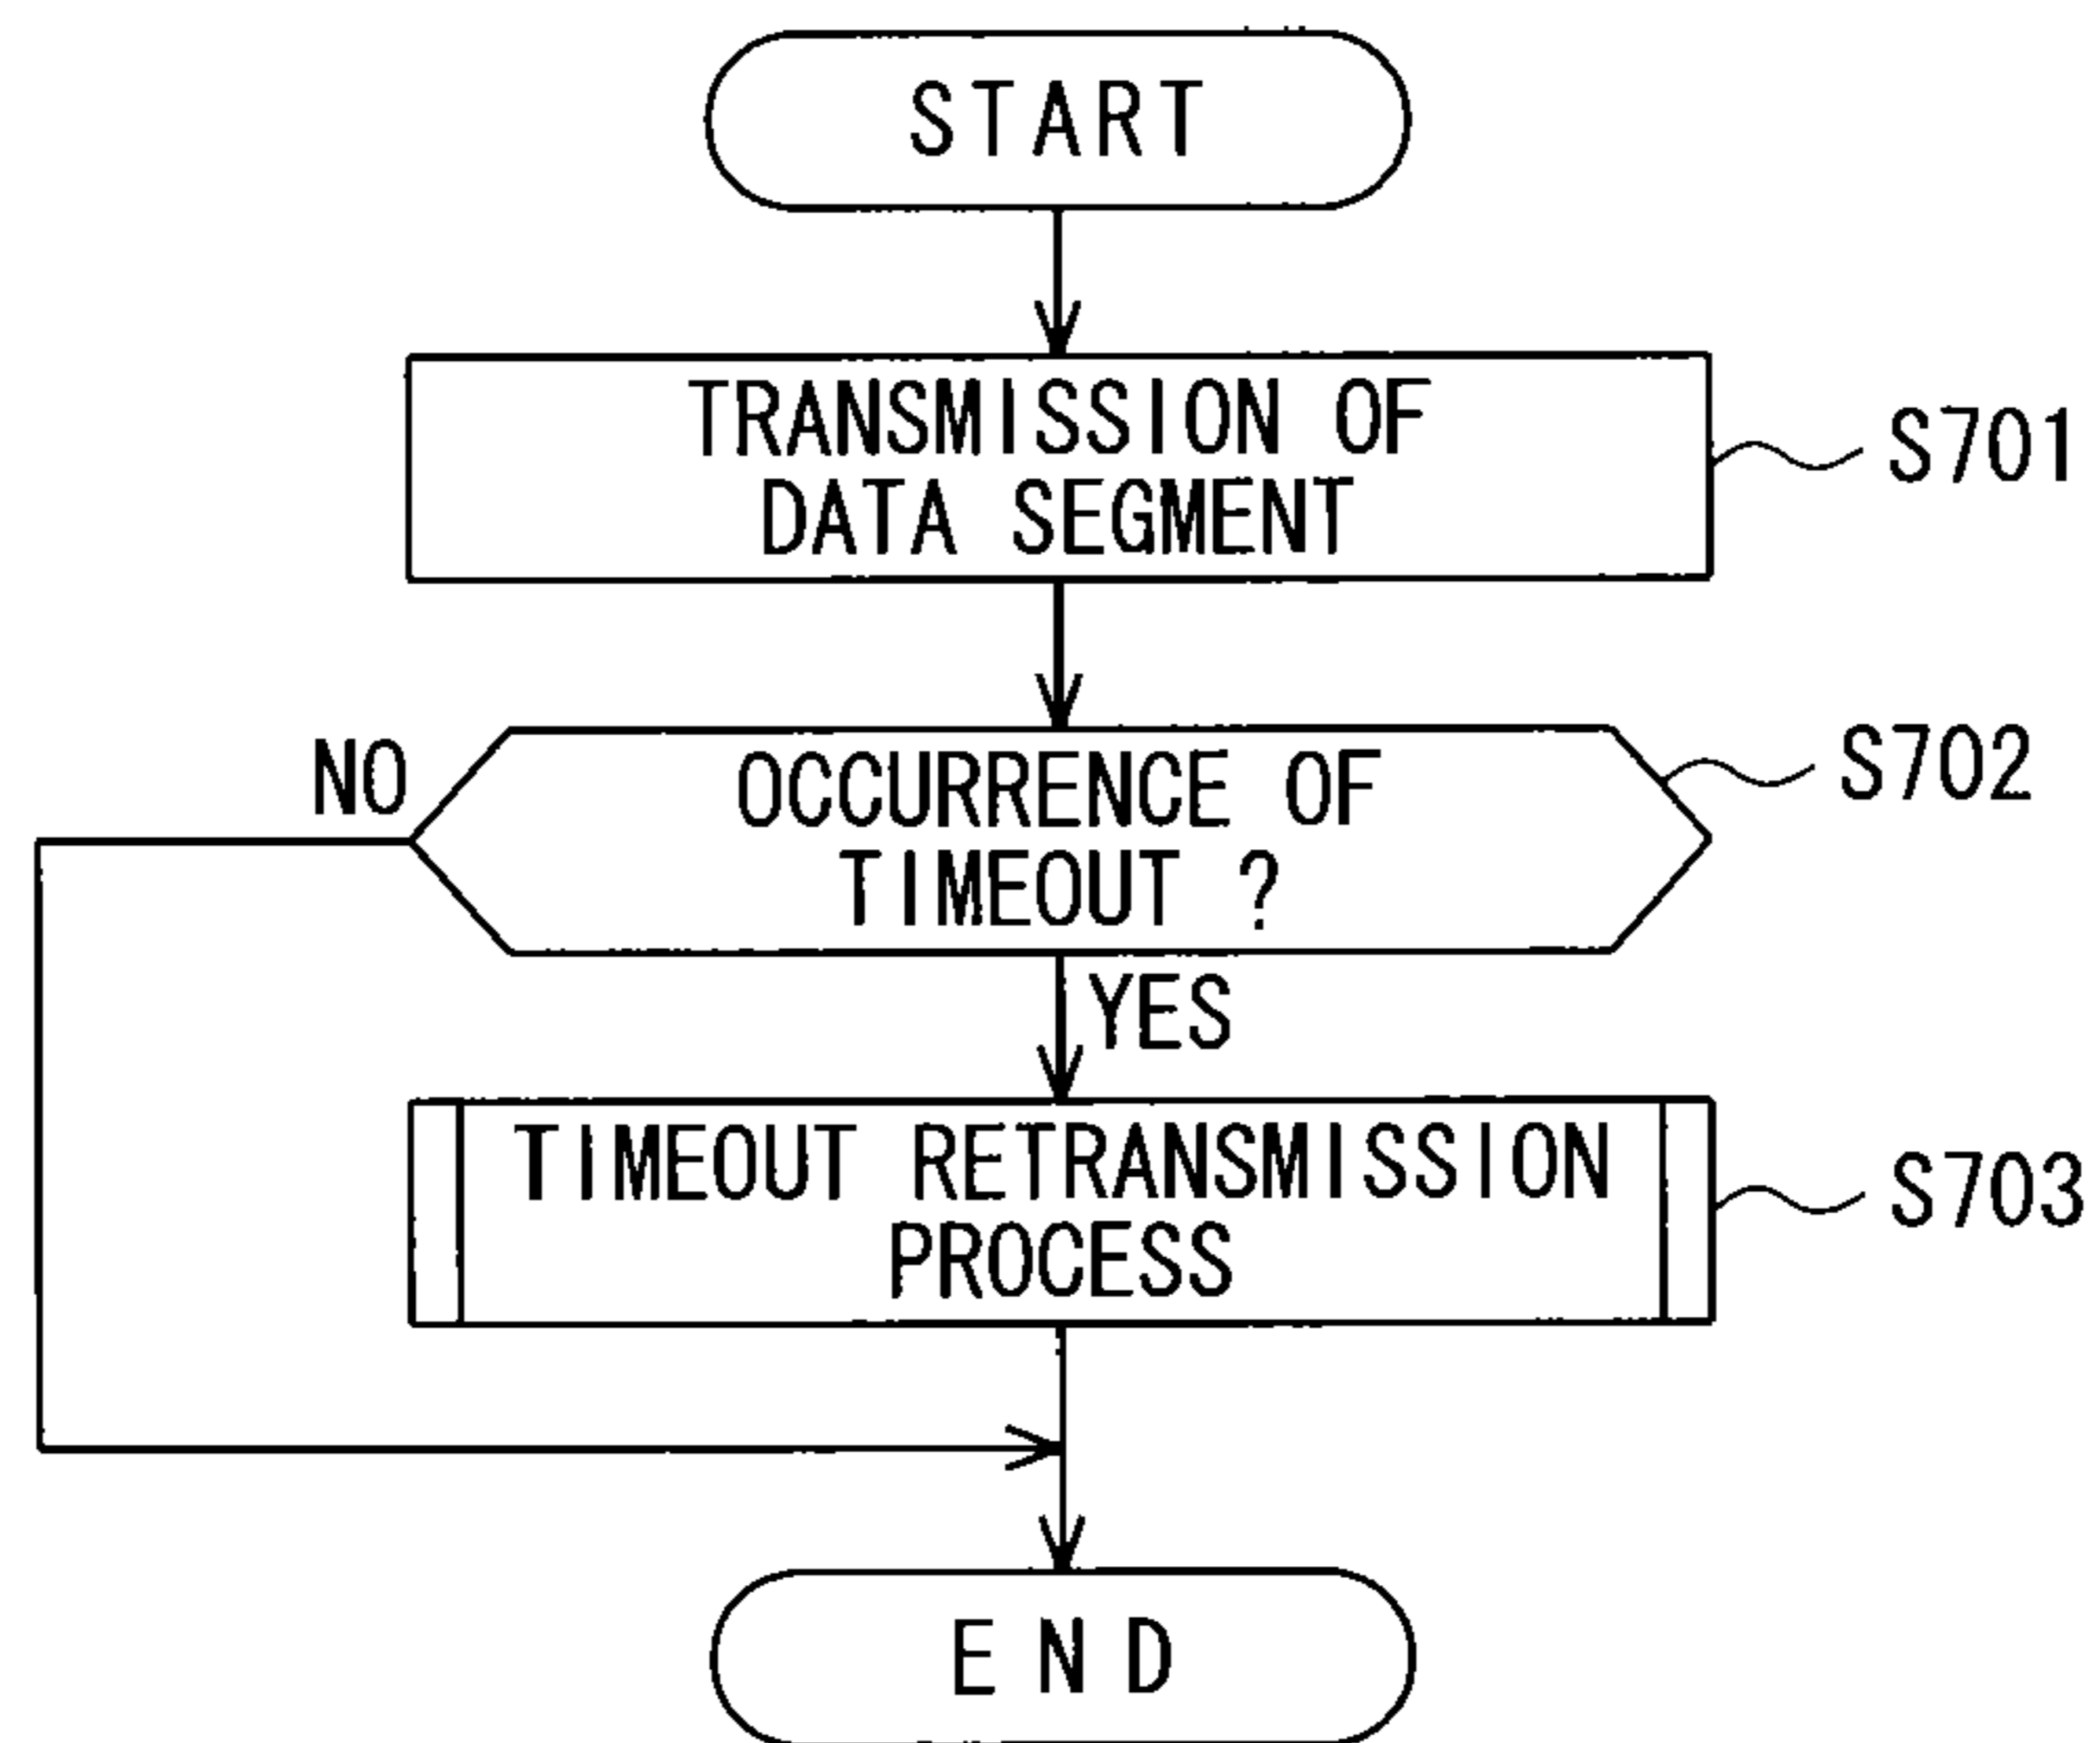 START
TRANSMISSION OF
DATA SEGMENT
S701
NO
OCCURRENCE OF
TIMEOUT ?
S702
YES
TIMEOUT RETRANSMISSION
PROCESS
S703
END